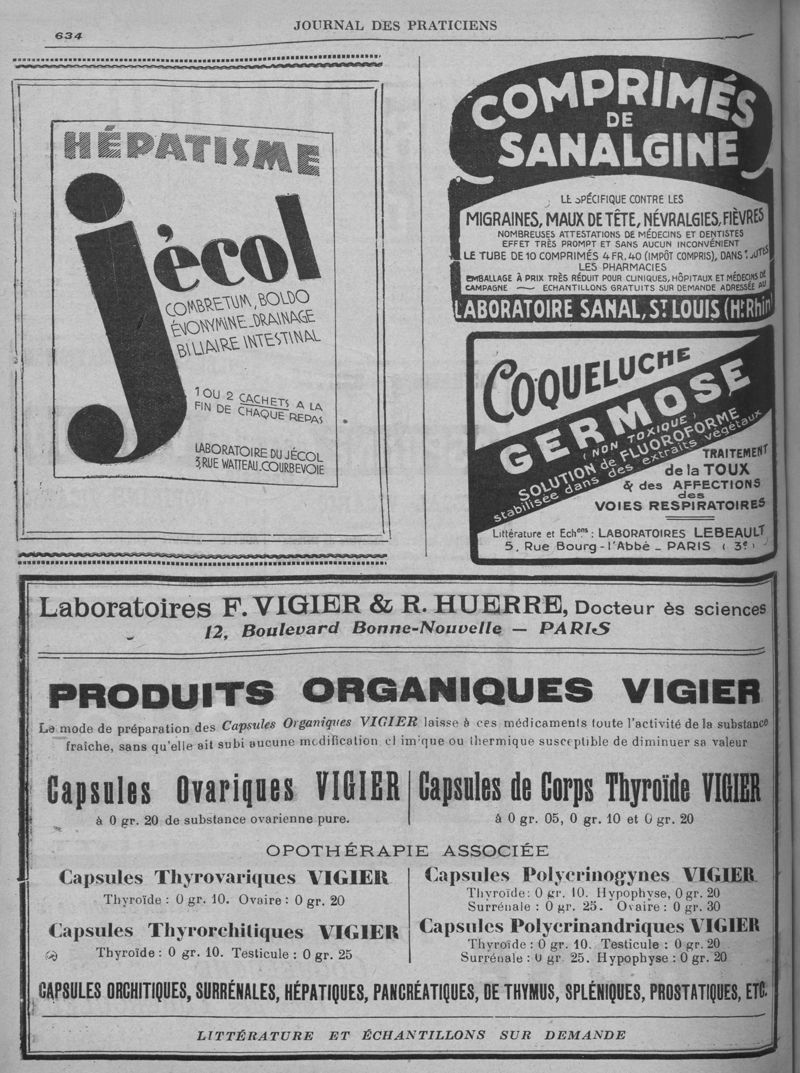 634
JOURNAL DES PRATICIENS
HÉPATISME
jécol
COMBRETUM, BOLDO
ÉVONYMINE_DRAINAGE
BILIAIRE INTESTINAL
1 OU 2 CACHETS A LA
FIN DE CHAQUE REPAS
LABORATOIRE DU JÉCOL
3, RUE WATTEAU_COURBEVOIE
COMPRIMÉS
DE
SANALGINE
LE SPÉCIFIQUE CONTRE LES
MIGRAINES, MAUX DE TÊTE, NÉVRALGIES, FIÈVRES
NOMBREUSES ATTESTATIONS DE MÉDECINS ET DENTISTES
EFFET TRÈS PROMPT ET SANS AUCUN INCONVÉNIENT
LE TUBE DE 10 COMPRIMÉS 4 FR. 40 (IMPÔT COMPRIS), DANS TOUTES
LES PHARMACIES
EMBALLAGE À PRIX TRÈS RÉDUIT POUR CLINIQUES, HÔPITAUX ET MÉDECINS DE
CAMPAGNE — ECHANTILLONS GRATUITS SUR DEMANDE ADRESSÉE AU
LABORATOIRE SANAL, ST LOUIS (Ht Rhin)
COQUELUCHE
GERMOSE
(NON TOXIQUE)
SOLUTION de FLUOROFORME
stabilisée dans des extraits végétaux
TRAITEMENT
de la TOUX
& des AFFECTIONS
des
VOIES RESPIRATOIRES
Littérature et Echons: LABORATOIRES LEBEAULT
5, Rue Bourg-l'Abbé _ PARIS (3e)
Laboratoires F. VIGIER & R. HUERRE, Docteur ès sciences
12, Boulevard Bonne-Nouvelle — PARIS
PRODUITS ORGANIQUES VIGIER
Le mode de préparation des Capsules Organiques VIGIER laisse à ces médicaments toute l'activité de la substance
fraîche, sans qu'elle ait subi aucune modification chimique ou thermique susceptible de diminuer sa valeur
Capsules Ovariques VIGIER
à 0 gr. 20 de substance ovarienne pure.
Capsules de Corps Thyroïde VIGIER
à 0 gr. 05, 0 gr. 10 et 0 gr. 20
OPOTHÉRAPIE ASSOCIÉE
Capsules Thyrovariques VIGIER
Thyroïde : 0 gr. 10. Ovaire : 0 gr. 20
Capsules Thyrorchitiques VIGIER
Thyroïde : 0 gr. 10. Testicule : 0 gr. 25
Capsules Polycrinogynes VIGIER
Thyroïde: 0 gr. 10. Hypophyse, 0 gr. 20
Surrénale : 0 gr. 25. Ovaire : 0 gr. 30
Capsules Polycrinandriques VIGIER
Thyroïde : 0 gr. 10. Testicule : 0 gr. 20
Surrénale : 0 gr. 25. Hypophyse : 0 gr. 20
CAPSULES ORCHITIQUES, SURRÉNALES, HÉPATIQUES, PANCRÉATIQUES, DE THYMUS, SPLÉNIQUES, PROSTATIQUES, ETC.
LITTÉRATURE ET ÉCHANTILLONS SUR DEMANDE